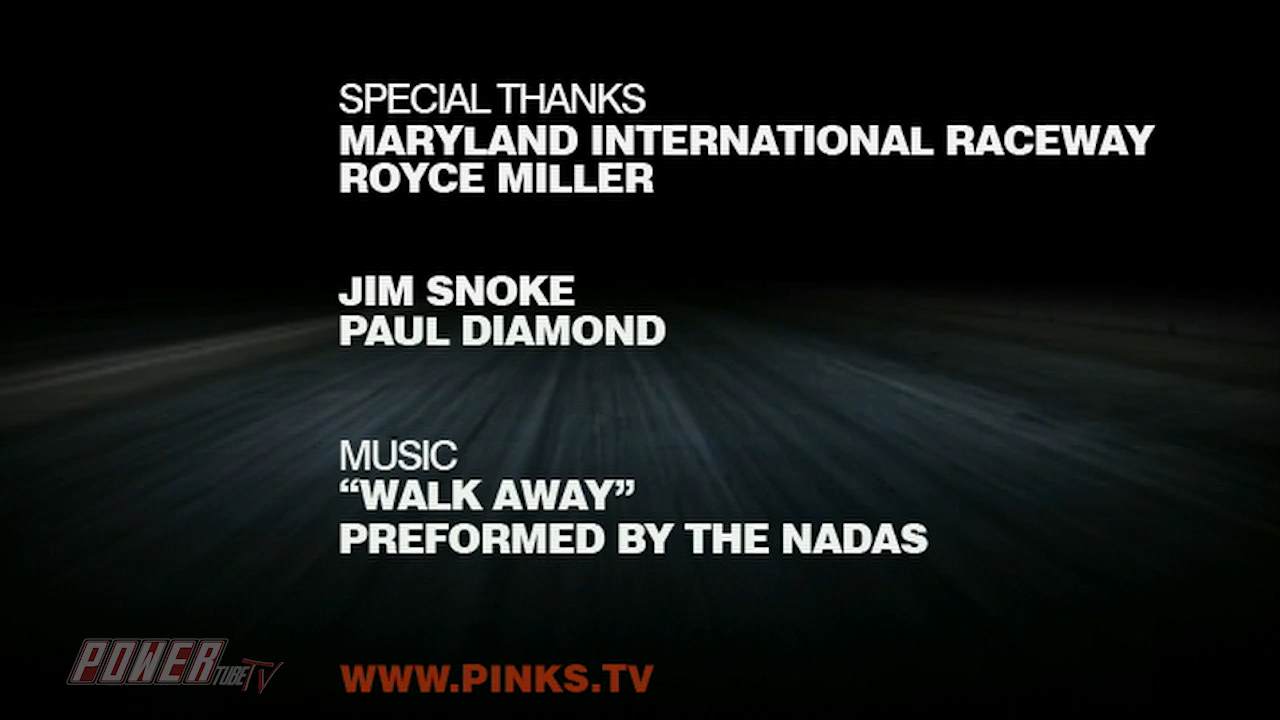 SPECIAL THANKS
MARYLAND INTERNATIONAL RACEWAY
ROYCE MILLER
JIM SNOKE
PAUL DIAMOND
MUSIC
“WALK AWAY”
PREFORMED BY THE NADAS
POWER TUBE TV
WWW.PINKS.TV